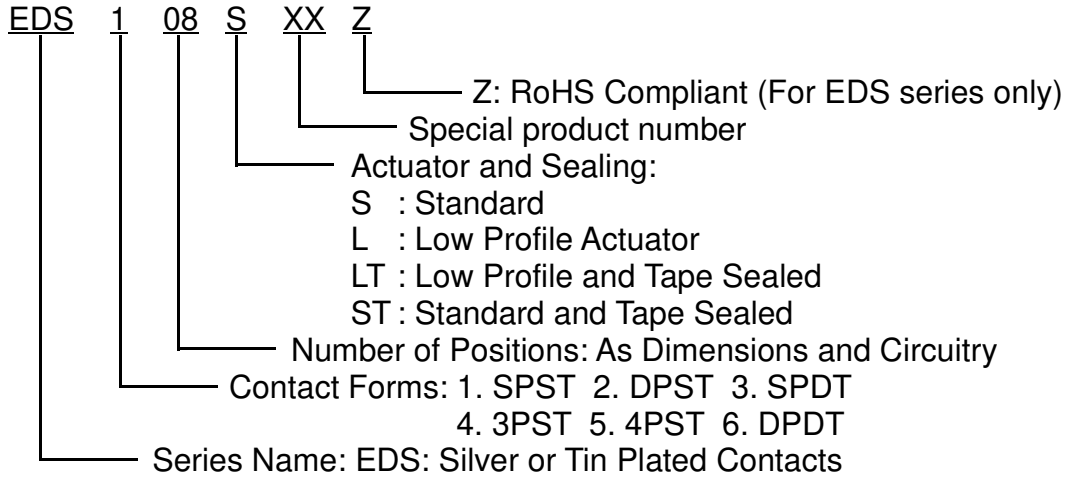 EDS 1 08 S XX Z
Z: RoHS Compliant (For EDS series only)
Special product number
Actuator and Sealing:
S : Standard
L : Low Profile Actuator
LT : Low Profile and Tape Sealed
ST : Standard and Tape Sealed
Number of Positions: As Dimensions and Circuitry
Contact Forms: 1. SPST 2. DPST 3. SPDT
4. 3PST 5. 4PST 6. DPDT
Series Name: EDS: Silver or Tin Plated Contacts